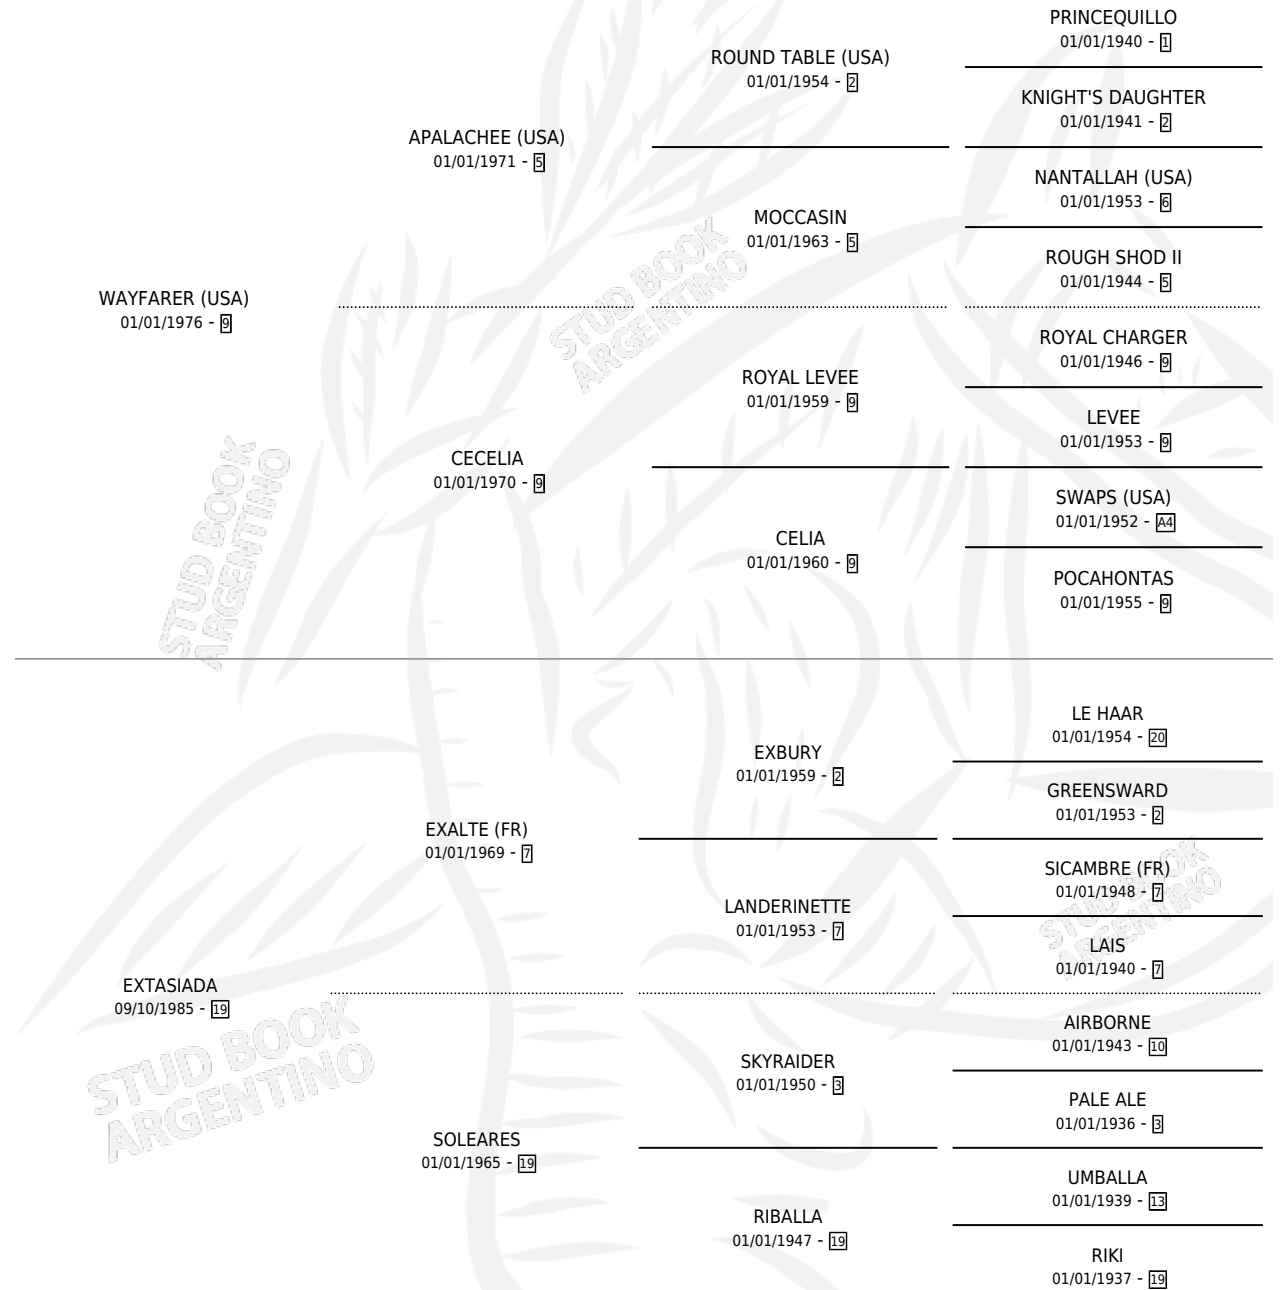 PRINCEQUILLO
01/01/1940 - 1
ROUND TABLE (USA)
01/01/1954 - 2
KNIGHT'S DAUGHTER
01/01/1941 - 2
APALACHEE (USA)
01/01/1971 - 5
NANTALLAH (USA)
01/01/1953 - 6
MOCCASIN
01/01/1963 - 5
ROUGH SHOD II
01/01/1944 - 5
WAYFARER (USA)
01/01/1976 - 9
ROYAL CHARGER
01/01/1946 - 9
ROYAL LEVEE
01/01/1959 - 9
LEVEE
01/01/1953 - 9
CECELIA
01/01/1970 - 9
SWAPS (USA)
01/01/1952 - A4
CELIA
01/01/1960 - 9
POCAHONTAS
01/01/1955 - 9
LE HAAR
01/01/1954 - 20
EXBURY
01/01/1959 - 2
GREENSWARD
01/01/1953 - 2
EXALTE (FR)
01/01/1969 - 7
SICAMBRE (FR)
01/01/1948 - 7
LANDERINETTE
01/01/1953 - 7
LAIS
01/01/1940 - 7
EXTASIADA
09/10/1985 - 19
AIRBORNE
01/01/1943 - 10
SKYRAIDER
01/01/1950 - 3
PALE ALE
01/01/1936 - 3
SOLEARES
01/01/1965 - 19
UMBALLA
01/01/1939 - 13
RIBALLA
01/01/1947 - 19
RIKI
01/01/1937 - 19
STUD BOOK
ARGENTINO
STUD BOOK
ARGENTINO
STUD BOOK
ARGENTINO
STUD BOOK
ARGENTINO